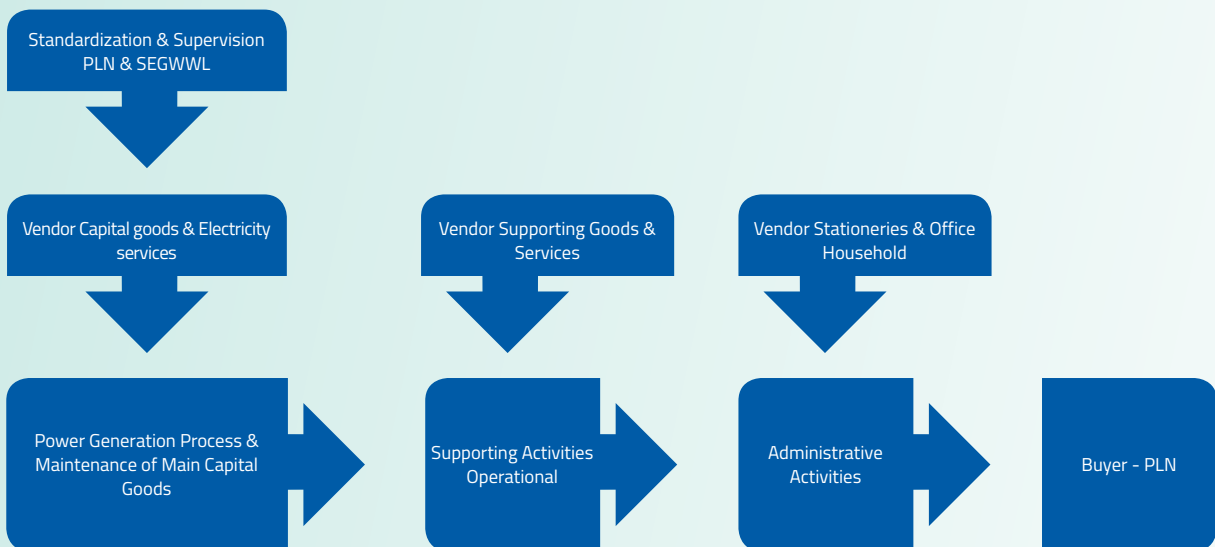 Standardization & Supervision
PLN & SEGWWL
Vendor Capital goods & Electricity
services
Vendor Supporting Goods &
Services
Vendor Stationeries & Office
Household
Power Generation Process &
Maintenance of Main Capital
Goods
Supporting Activities
Operational
Administrative
Activities
Buyer - PLN